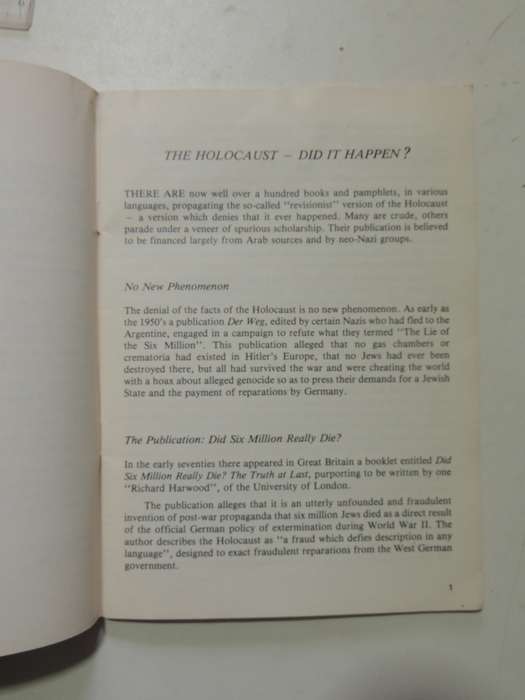 THE HOLOCAUST – DID IT HAPPEN?
THERE ARE now well over a hundred books and pamphlets, in various
languages, propagating the so-called "revisionist" version of the Holocaust
– a version which denies that it ever happened. Many are crude, others
parade under a veneer of spurious scholarship. Their publication is believed
to be financed largely from Arab sources and by neo-Nazi groups.
No New Phenomenon
The denial of the facts of the Holocaust is no new phenomenon. As early as
the 1950's a publication Der Weg, edited by certain Nazis who had fled to the
Argentine, engaged in a campaign to refute what they termed "The Lie of
the Six Million". This publication alleged that no gas chambers or
crematoria had existed in Hitler's Europe, that no Jews had ever been
destroyed there, but all had survived the war and were cheating the world
with a hoax about alleged genocide so as to press their demands for a Jewish
State and the payment of reparations by Germany.
The Publication: Did Six Million Really Die?
In the early seventies there appeared in Great Britain a booklet entitled Did
Six Million Really Die? The Truth at Last, purporting to be written by one
"Richard Harwood", of the University of London.
The publication alleges that it is an utterly unfounded and fraudulent
invention of post-war propaganda that six million Jews died as a direct result
of the official German policy of extermination during World War II. The
author describes the Holocaust as "a fraud which defies description in any
language", designed to exact fraudulent reparations from the West German
government.
1